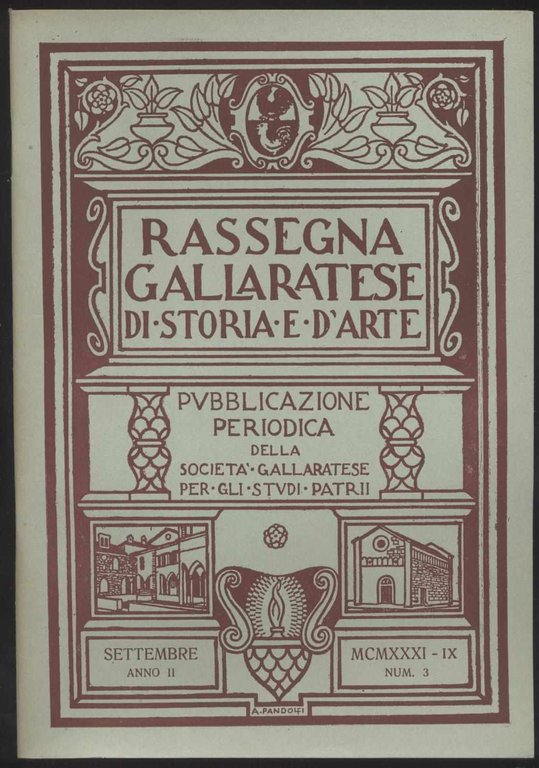 RASSEGNA
GALLARATESE
DI·STORIA·E·D'ARTE
PVBBLICAZIONE
PERIODICA
DELLA
SOCIETA'·GALLARATESE
PER·GLI·STVDI·PATRII
SETTEMBRE
ANNO II
MCMXXXI - IX
NUM. 3
A. PANDOLFI